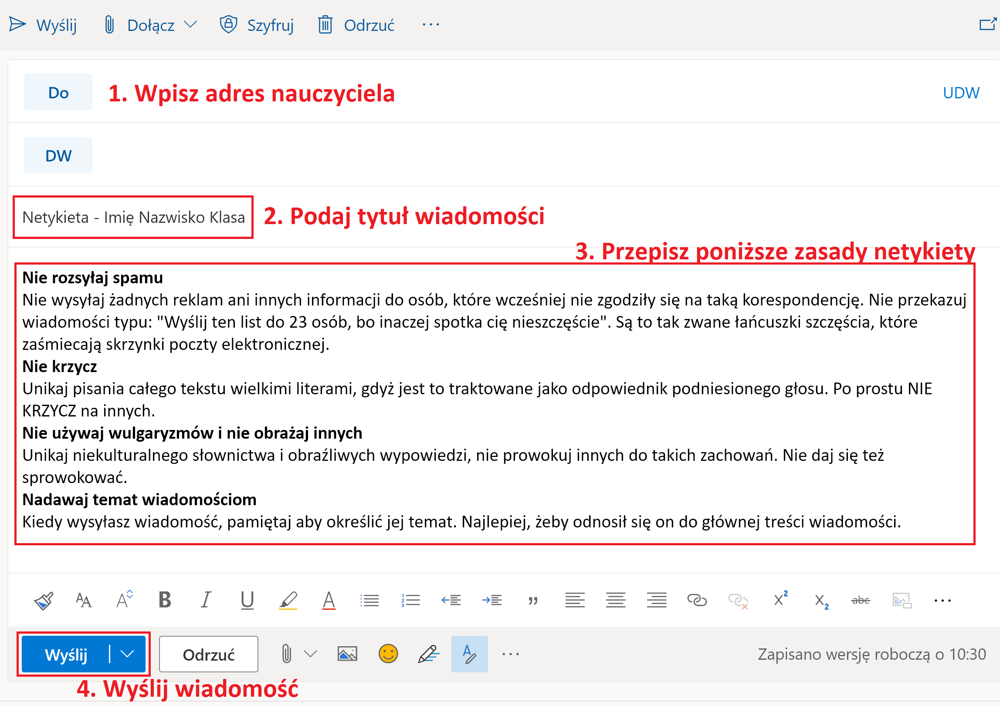 Wyślij Dołącz Szyfruj Odrzuć ...
Do 1. Wpisz adres nauczyciela UDW
DW
Netykieta - Imię Nazwisko Klasa 2. Podaj tytuł wiadomości
3. Przepisz poniższe zasady netykiety
Nie rozsyłaj spamu
Nie wysyłaj żadnych reklam ani innych informacji do osób, które wcześniej nie zgodziły się na taką korespondencję. Nie przekazuj
wiadomości typu: "Wyślij ten list do 23 osób, bo inaczej spotka cię nieszczęście". Są to tak zwane łańcuszki szczęścia, które
zaśmiecają skrzynki poczty elektronicznej.
Nie krzycz
Unikaj pisania całego tekstu wielkimi literami, gdyż jest to traktowane jako odpowiednik podniesionego głosu. Po prostu NIE
KRZYCZ na innych.
Nie używaj wulgaryzmów i nie obrażaj innych
Unikaj niekulturalnego słownictwa i obraźliwych wypowiedzi, nie prowokuj innych do takich zachowań. Nie daj się też
sprowokować.
Nadawaj temat wiadomościom
Kiedy wysyłasz wiadomość, pamiętaj aby określić jej temat. Najlepiej, żeby odnosił się on do głównej treści wiadomości.
Wyślij Odrzuć Zapisano wersję roboczą o 10:30
4. Wyślij wiadomość